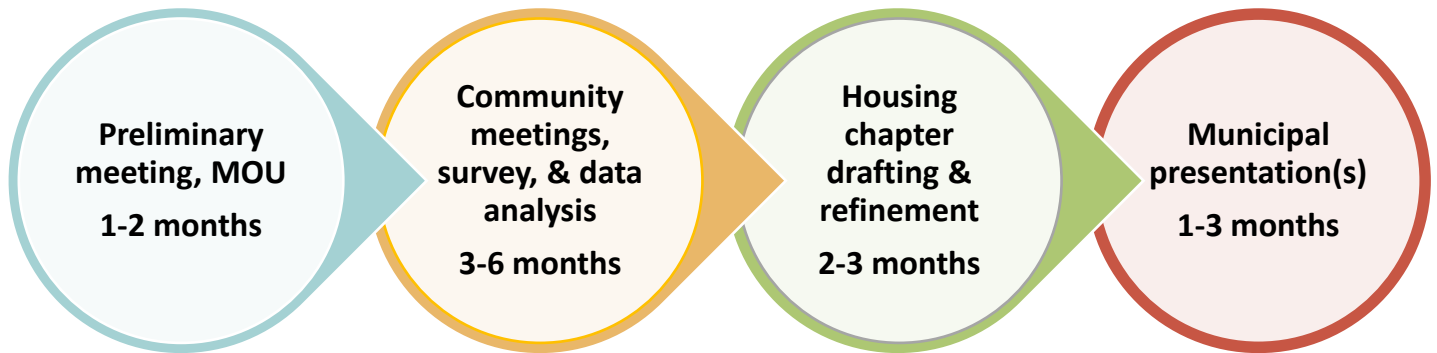 Preliminary
meeting, MOU
1-2 months
Community
meetings,
survey, & data
analysis
3-6 months
Housing
chapter
drafting &
refinement
2-3 months
Municipal
presentation(s)
1-3 months